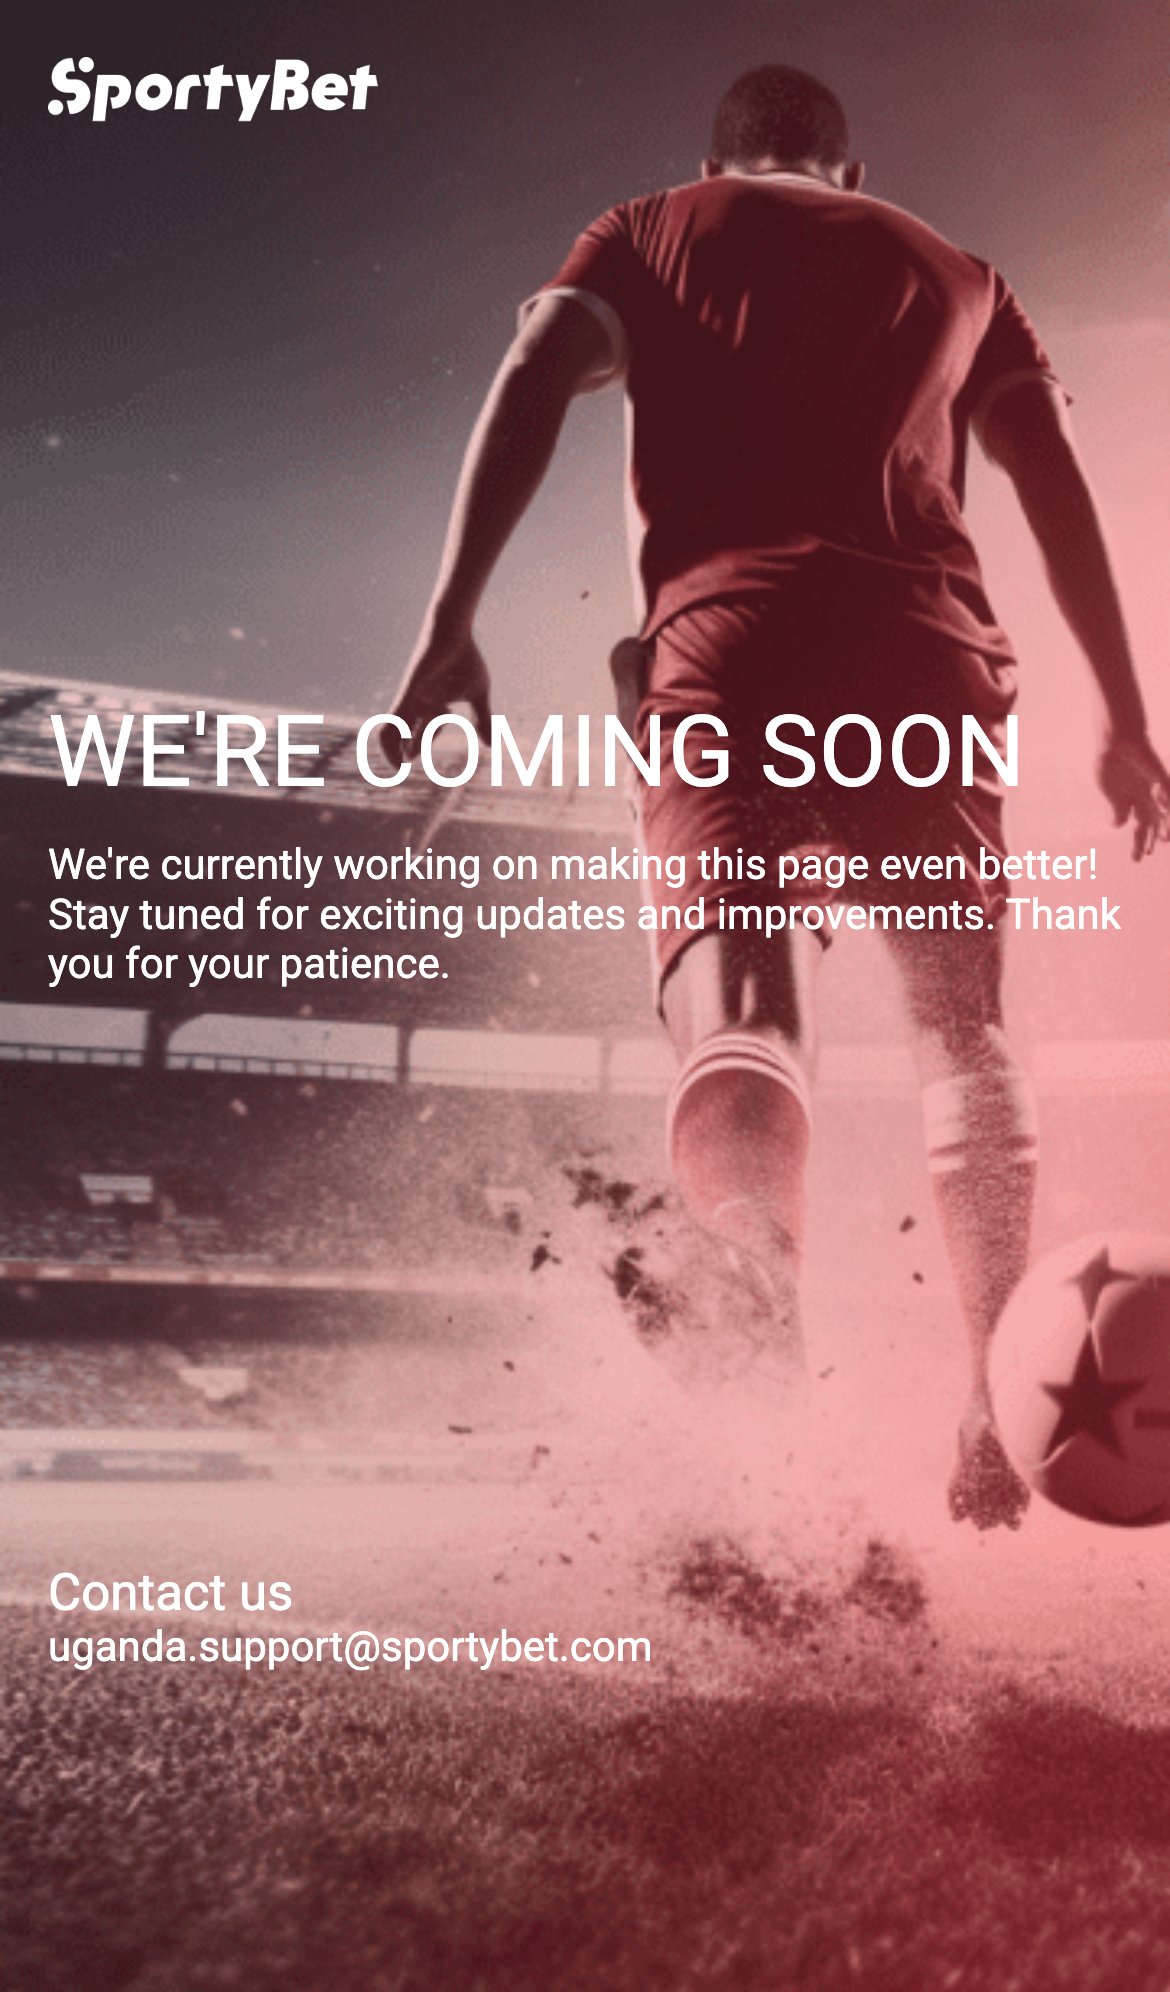 SportyBet
WE'RE COMING SOON
We're currently working on making this page even better!
Stay tuned for exciting updates and improvements. Thank
you for your patience.
Contact us
uganda.support@sportybet.com